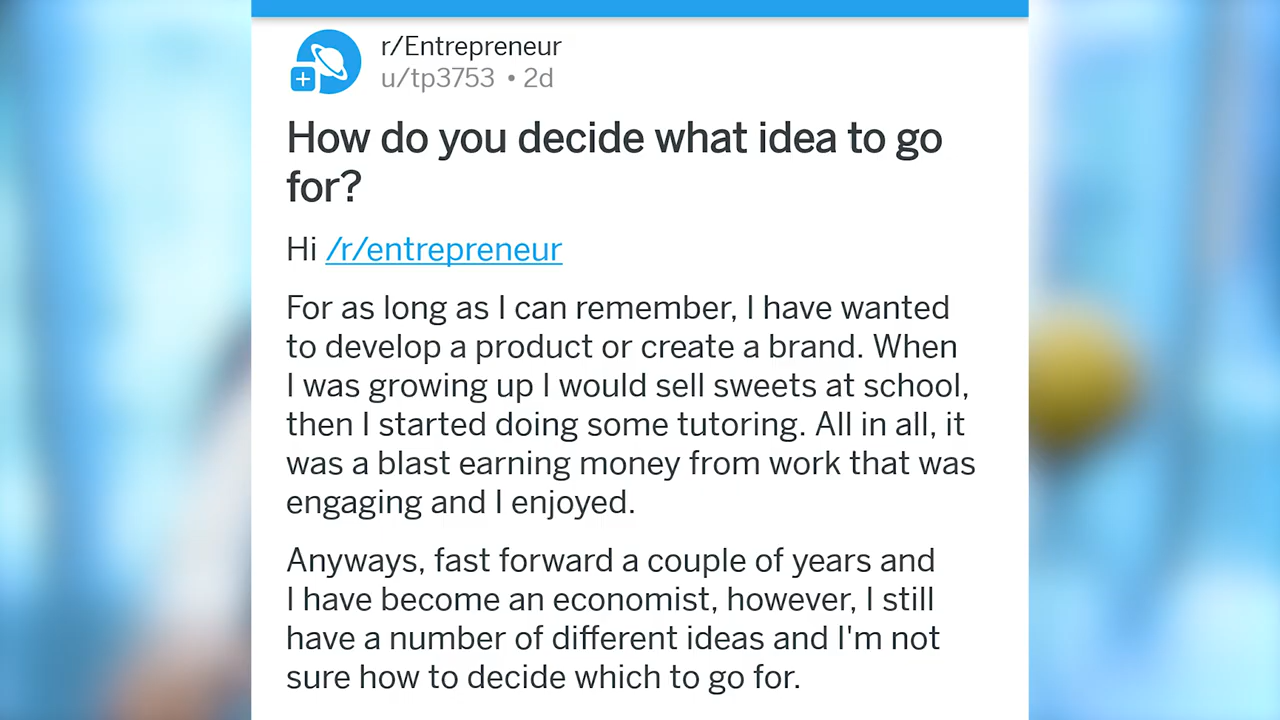 r/Entrepreneur
u/tp3753 • 2d
How do you decide what idea to go
for?
Hi /r/entrepreneur
For as long as I can remember, I have wanted
to develop a product or create a brand. When
I was growing up I would sell sweets at school,
then I started doing some tutoring. All in all, it
was a blast earning money from work that was
engaging and I enjoyed.
Anyways, fast forward a couple of years and
I have become an economist, however, I still
have a number of different ideas and I'm not
sure how to decide which to go for.